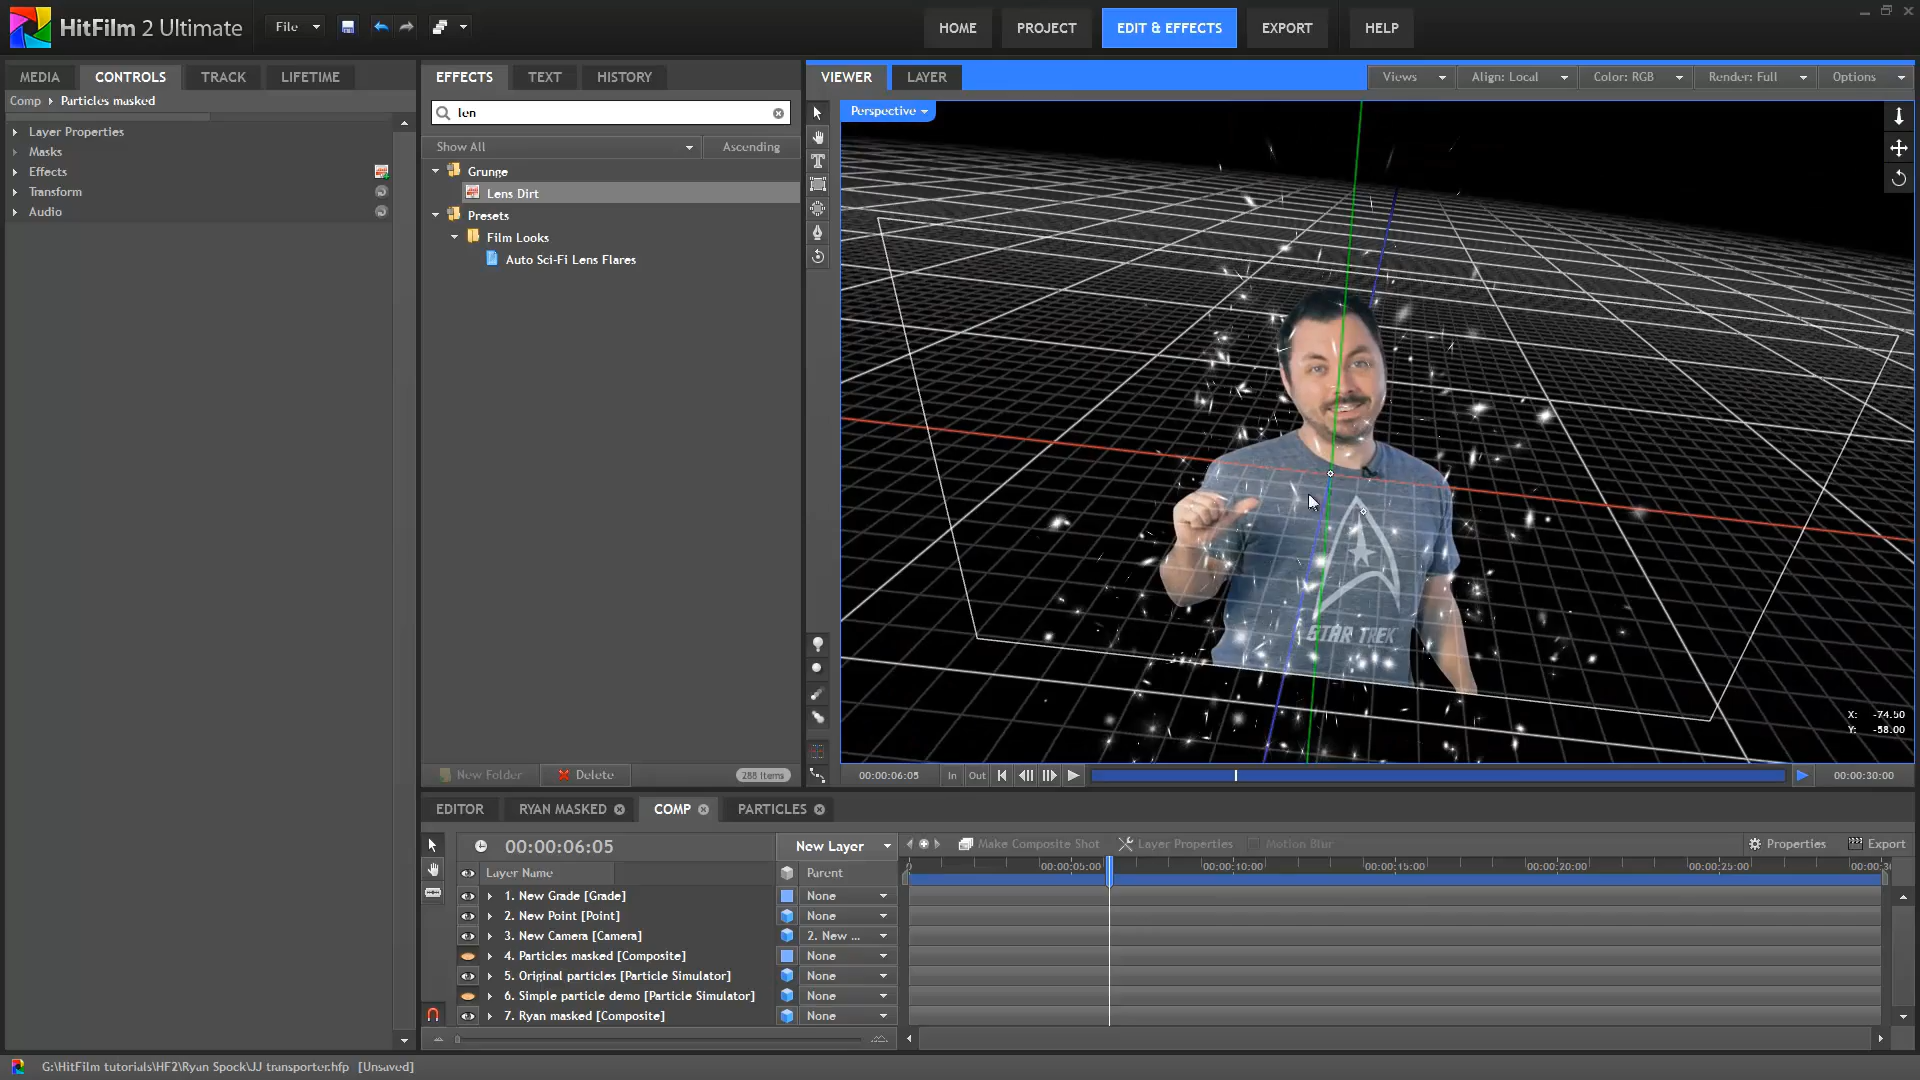 HitFilm 2 Ultimate
File
HOME
PROJECT
EDIT & EFFECTS
EXPORT
HELP
MEDIA
CONTROLS
TRACK
LIFETIME
Comp
Particles masked
Layer Properties
Masks
Effects
Transform
Audio
EFFECTS
TEXT
HISTORY
len
Show All
Ascending
Grunge
Lens Dirt
Presets
Film Looks
Auto Sci-Fi Lens Flares
New Folder
Delete
288 Items
VIEWER
LAYER
Views
Align: Local
Color: RGB
Render: Full
Options
Perspective
STAR TREK
X: -74.50
Y: -58.00
00:00:06:05
In
Out
00:00:30:00
EDITOR
RYAN MASKED
COMP
PARTICLES
00:00:06:05
New Layer
Make Composite Shot
Layer Properties
Motion Blur
Properties
Export
Layer Name
Parent
0
00:00:05:00
00:00:10:00
00:00:15:00
00:00:20:00
00:00:25:00
00:00:30
1. New Grade [Grade]
None
2. New Point [Point]
None
3. New Camera [Camera]
2. New ...
4. Particles masked [Composite]
None
5. Original particles [Particle Simulator]
None
6. Simple particle demo [Particle Simulator]
None
7. Ryan masked [Composite]
None
G:\HitFilm tutorials\HF2\Ryan Spock\JJ transporter.hfp [Unsaved]